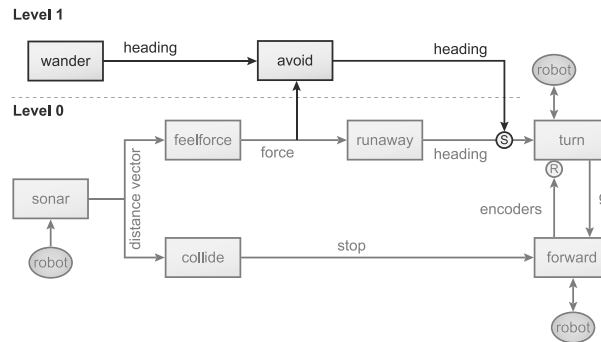 Level 1
heading
heading
wander
avoid
robot
Level 0
feelforce
force
runaway
heading
S
turn
distance vector
R
sonar
encoders
robot
collide
stop
forward
robot